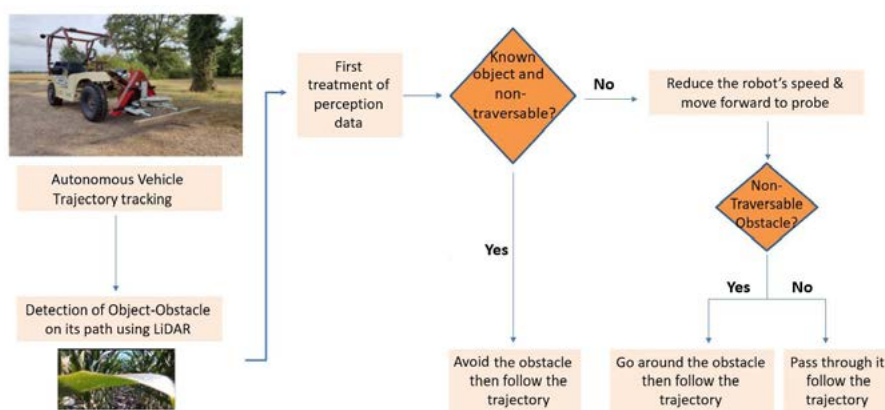 Autonomous Vehicle
Trajectory tracking
Detection of Object-Obstacle
on its path using LiDAR
First
treatment of
perception
data
Known
object and
non-
traversable?
No
Reduce the robot's speed &
move forward to probe
Non-
Traversable
Obstacle?
Yes
Yes
No
Avoid the obstacle
then follow the
trajectory
Go around the obstacle
then follow the
trajectory
Pass through it
follow the
trajectory